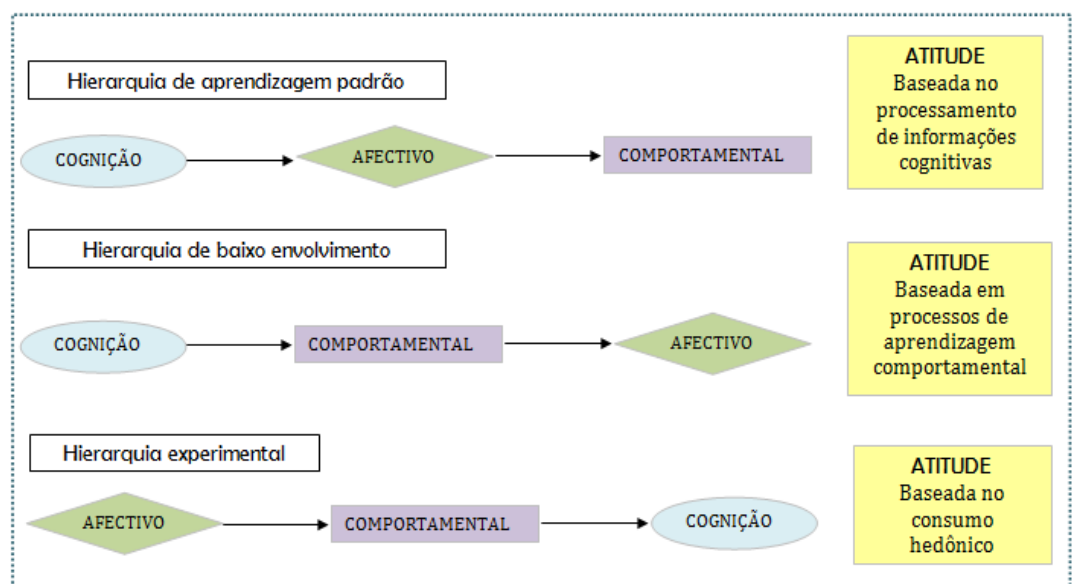 Hierarquia de aprendizagem padrão
COGNIÇÃO
AFECTIVO
COMPORTAMENTAL
ATITUDE
Baseada no
processamento
de informações
cognitivas
Hierarquia de baixo envolvimento
COGNIÇÃO
COMPORTAMENTAL
AFECTIVO
ATITUDE
Baseada em
processos de
aprendizagem
comportamental
Hierarquia experimental
AFECTIVO
COMPORTAMENTAL
COGNIÇÃO
ATITUDE
Baseada no
consumo
hedônico